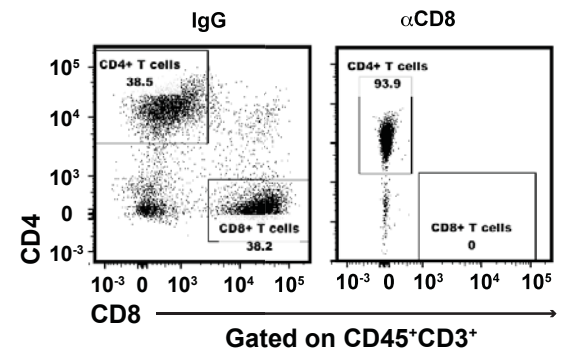 IgG
αCD8
CD4+ T cells
38.5
CD4+ T cells
93.9
10⁵
10⁴
10³
0
10⁻³
CD4
CD8+ T cells
38.2
CD8+ T cells
0
10⁻³ 0 10³ 10⁴ 10⁵
10⁻³ 0 10³ 10⁴ 10⁵
CD8
Gated on CD45⁺CD3⁺